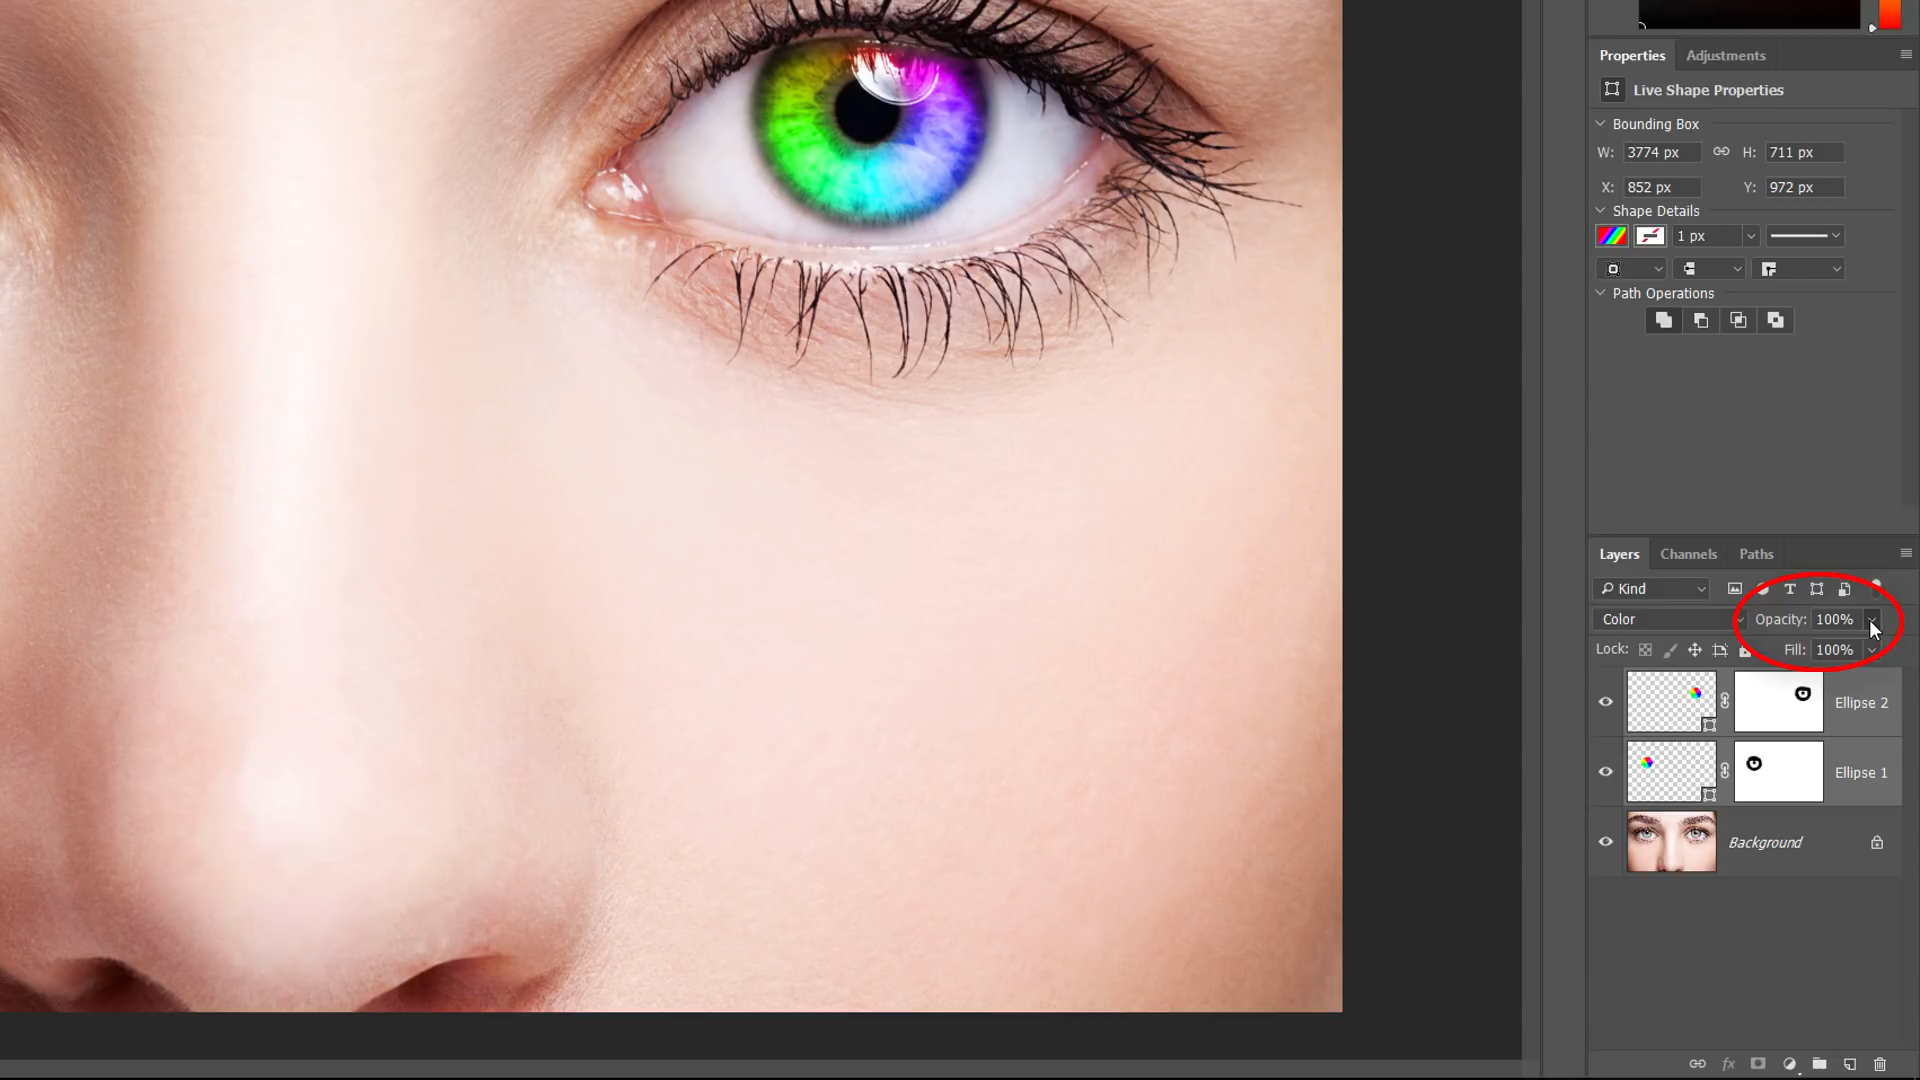 Properties Adjustments
Live Shape Properties
Bounding Box
W: 3774 px H: 711 px
X: 852 px Y: 972 px
Shape Details
1 px
Path Operations
Layers Channels Paths
Kind T
Color Opacity: 100%
Lock: Fill: 100%
Ellipse 2
Ellipse 1
Background
fx